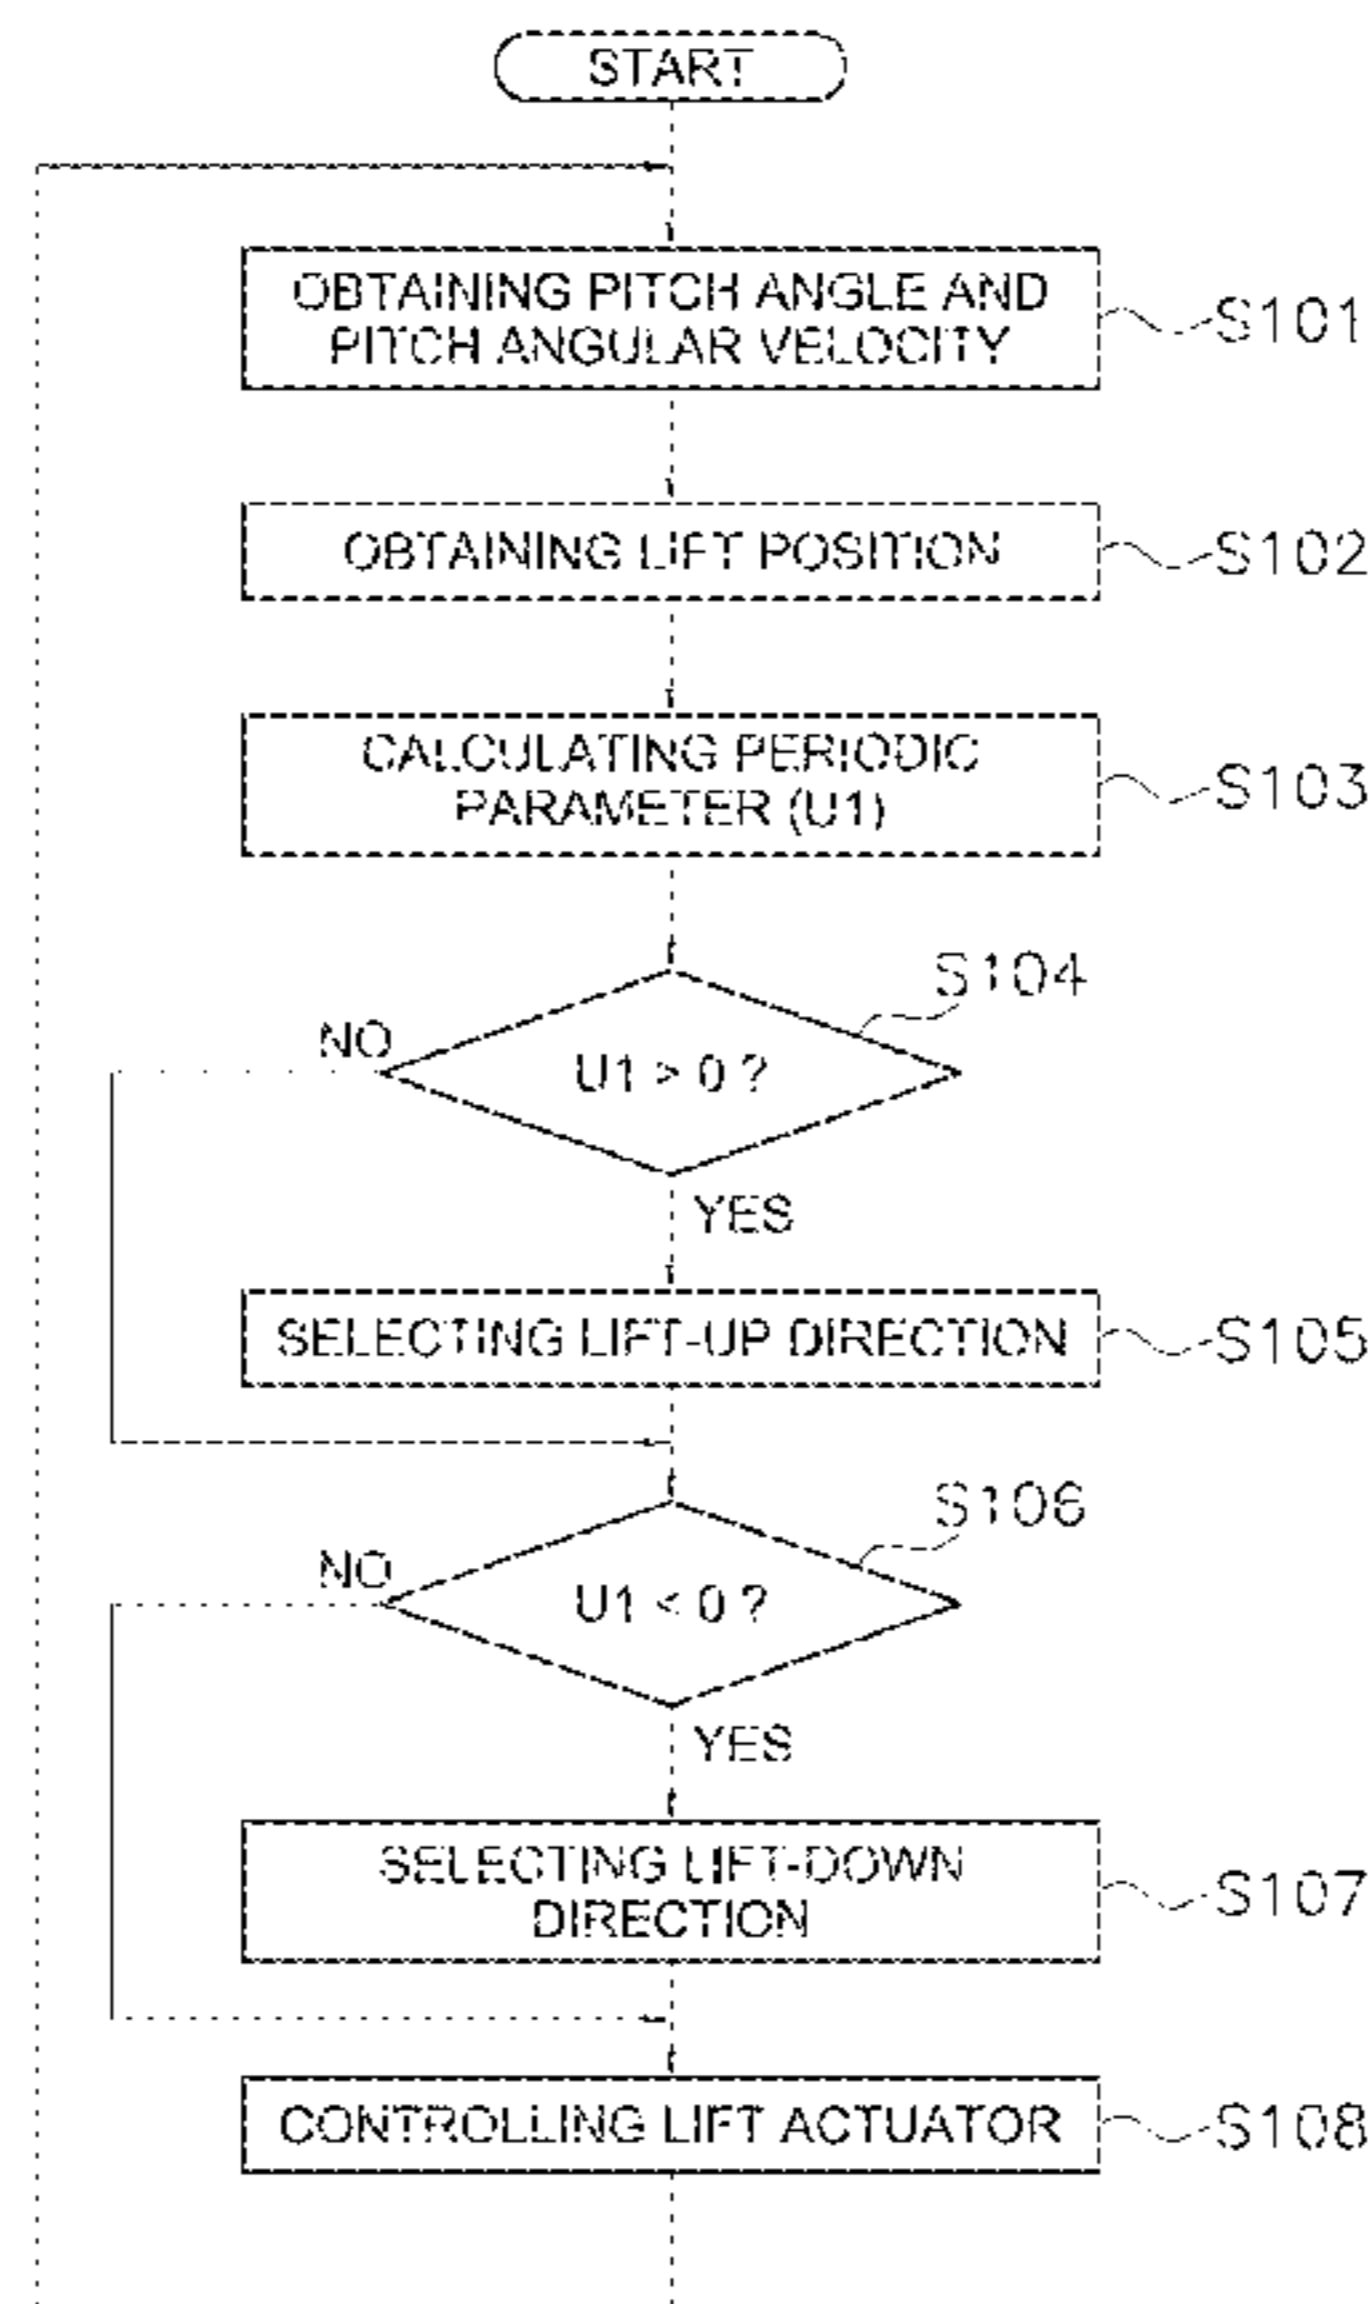 START
OBTAINING PITCH ANGLE AND
PITCH ANGULAR VELOCITY
S101
OBTAINING LIFT POSITION
S102
CALCULATING PERIODIC
PARAMETER (U1)
S103
S104
NO
U1 > 0 ?
YES
SELECTING LIFT-UP DIRECTION
S105
S106
NO
U1 < 0 ?
YES
SELECTING LIFT-DOWN
DIRECTION
S107
CONTROLLING LIFT ACTUATOR
S108